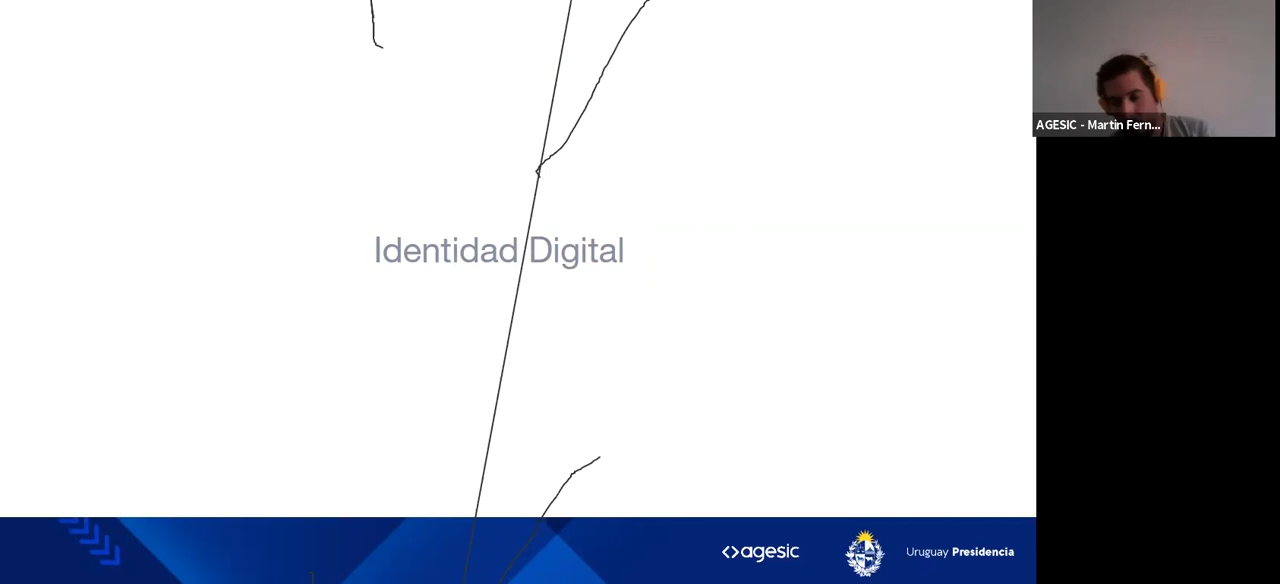 AGESIC - Martin Fern...
Identidad Digital
agesic
Uruguay Presidencia